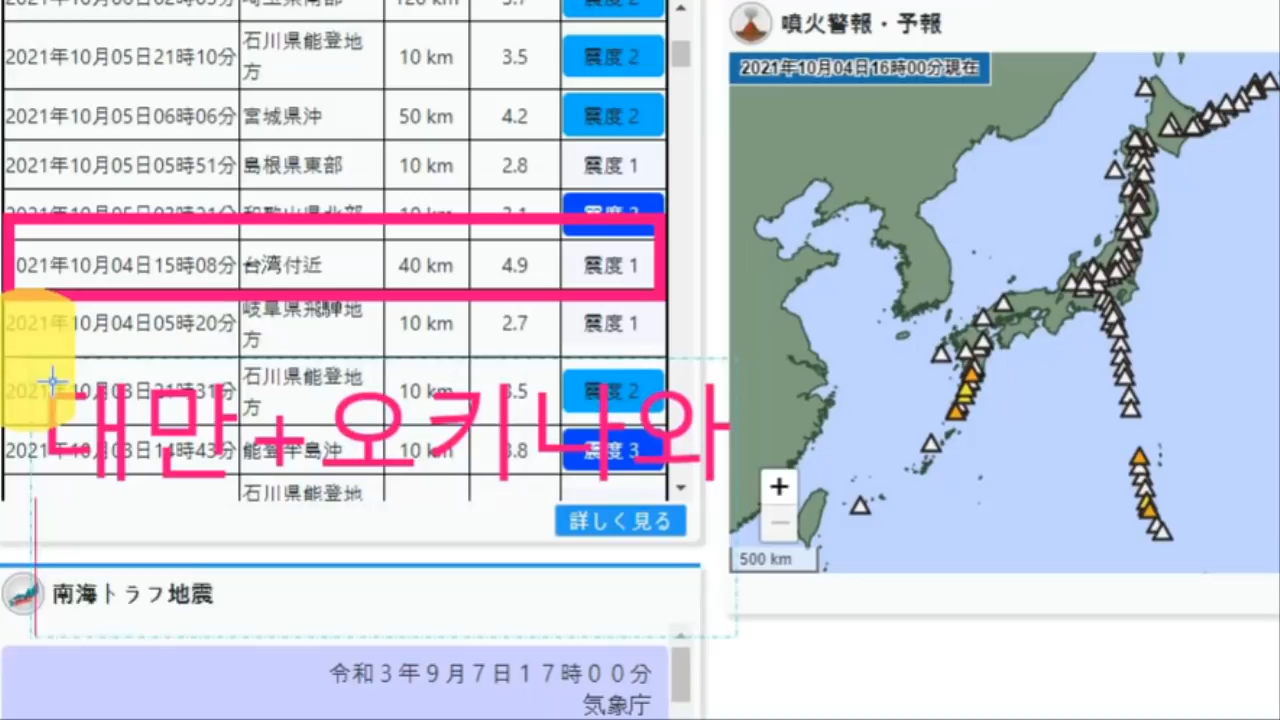 2021年10月05日21時10分 石川県能登地方 10 km 3.5 震度 2
2021年10月05日06時06分 宮城県沖 50 km 4.2 震度 2
2021年10月05日05時51分 島根県東部 10 km 2.8 震度 1
021年10月04日15時08分 台湾付近 40 km 4.9 震度 1
2021年10月04日05時20分 岐阜県飛騨地方 10 km 2.7 震度 1
石川県能登地方 10 km 震度 2
대만+오키나와
能登半島沖 震度 3
石川県能登地
詳しく見る
南海トラフ地震
令和3年9月7日17時00分
気象庁
噴火警報・予報
2021年10月04日16時00分現在
+
−
500 km